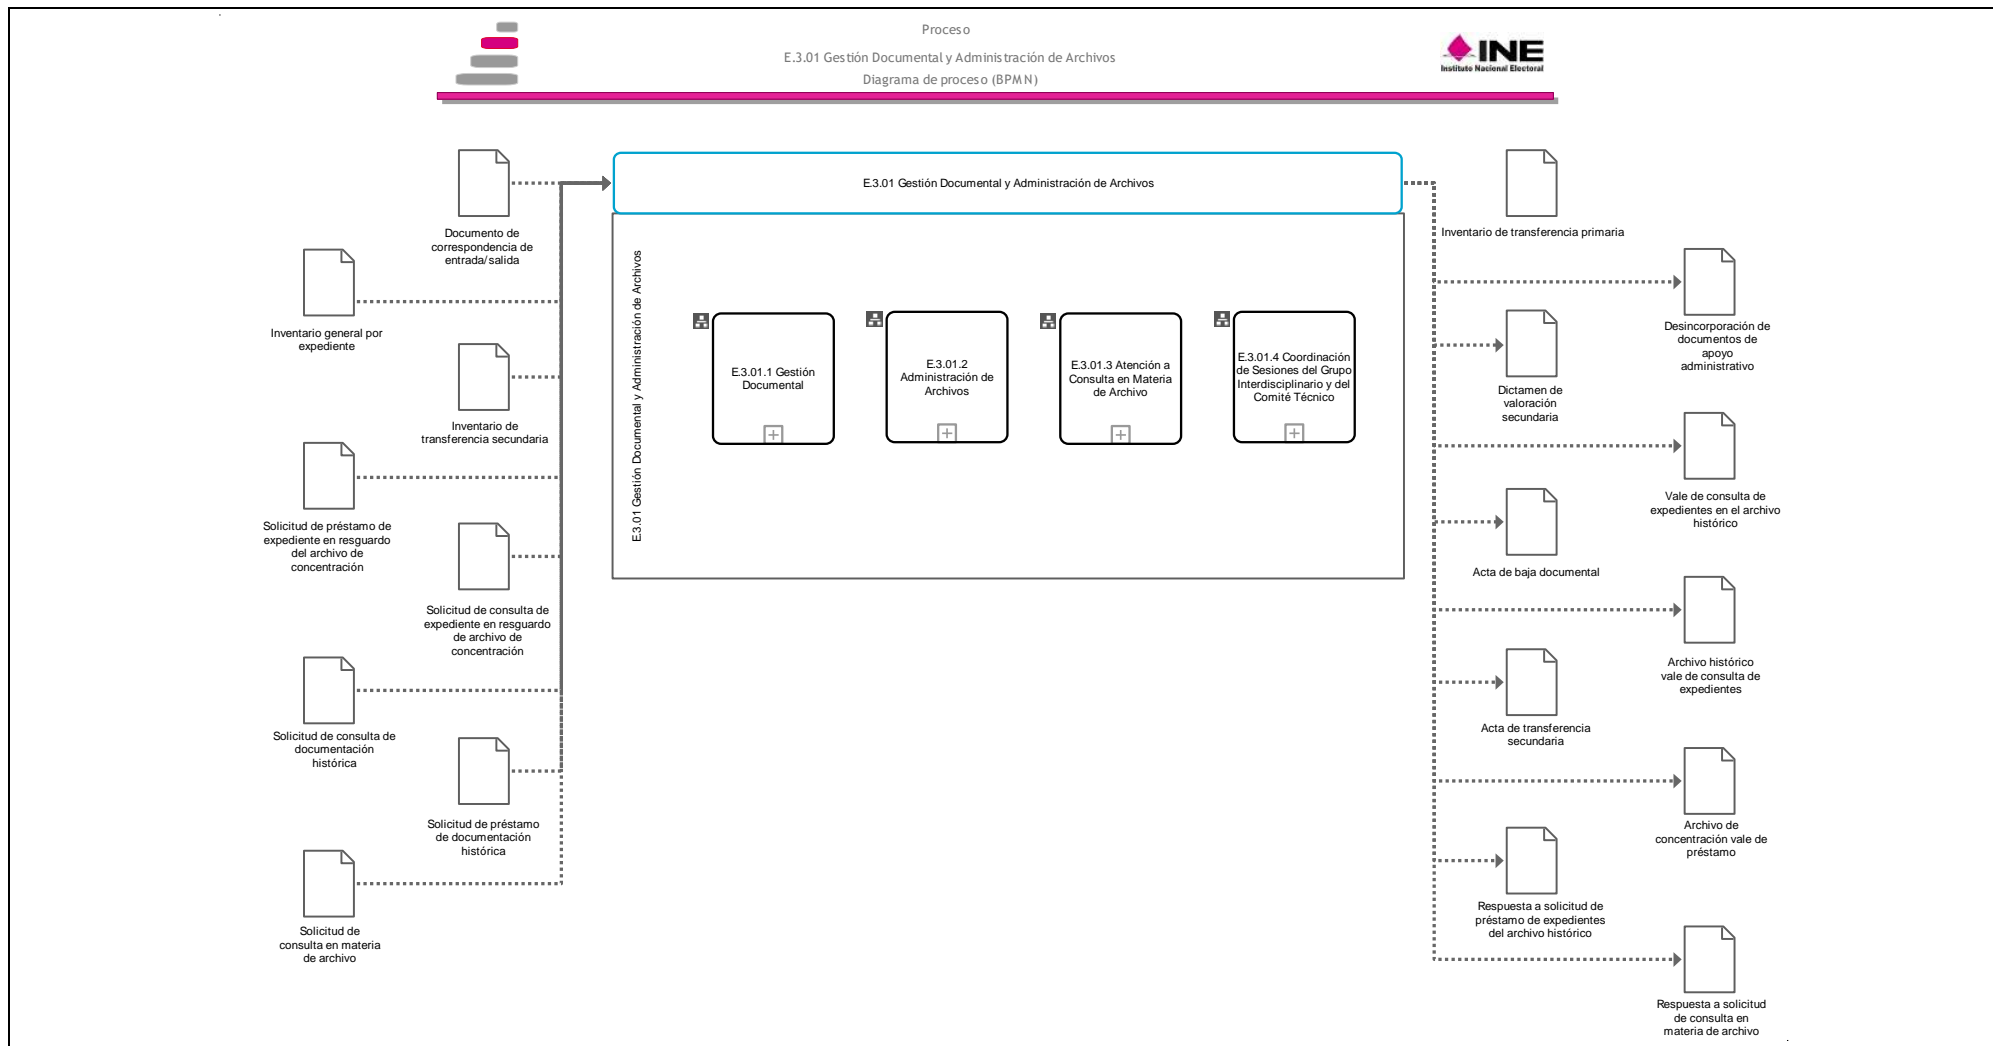 Proceso
E.3.01 Gestión Documental y Administración de Archivos
Diagrama de proceso (BPMN)
INE
Instituto Nacional Electoral
Documento de
correspondencia de
entrada/salida
Inventario general por
expediente
Inventario de
transferencia secundaria
Solicitud de préstamo de
expediente en resguardo
del archivo de
concentración
Solicitud de consulta de
expediente en resguardo
de archivo de
concentración
Solicitud de consulta de
documentación
histórica
Solicitud de préstamo
de documentación
histórica
Solicitud de
consulta en materia
de archivo
E.3.01 Gestión Documental y Administración de Archivos
E.3.01 Gestión Documental y Administración de Archivos
E.3.01.1 Gestión
Documental
E.3.01.2
Administración de
Archivos
E.3.01.3 Atención a
Consulta en Materia
de Archivo
E.3.01.4 Coordinación
de Sesiones del Grupo
Interdisciplinario y del
Comité Técnico
Inventario de transferencia primaria
Desincorporación de
documentos de
apoyo
administrativo
Dictamen de
valoración
secundaria
Vale de consulta de
expedientes en el archivo
histórico
Acta de baja documental
Archivo histórico
vale de consulta de
expedientes
Acta de transferencia
secundaria
Archivo de
concentración vale de
préstamo
Respuesta a solicitud de
préstamo de expedientes
del archivo histórico
Respuesta a solicitud
de consulta en
materia de archivo